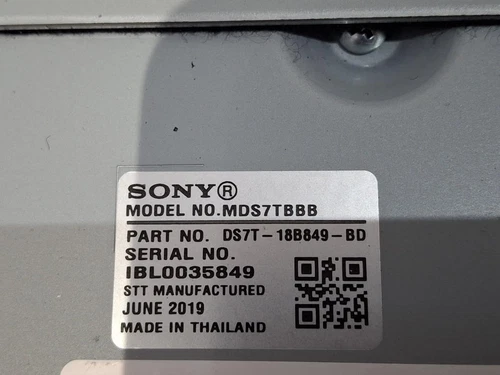 SONY®
MODEL NO.MDS7TBBB
PART NO. DS7T-18B849-BD
SERIAL NO.
IBL0035849
STT MANUFACTURED
JUNE 2019
MADE IN THAILAND